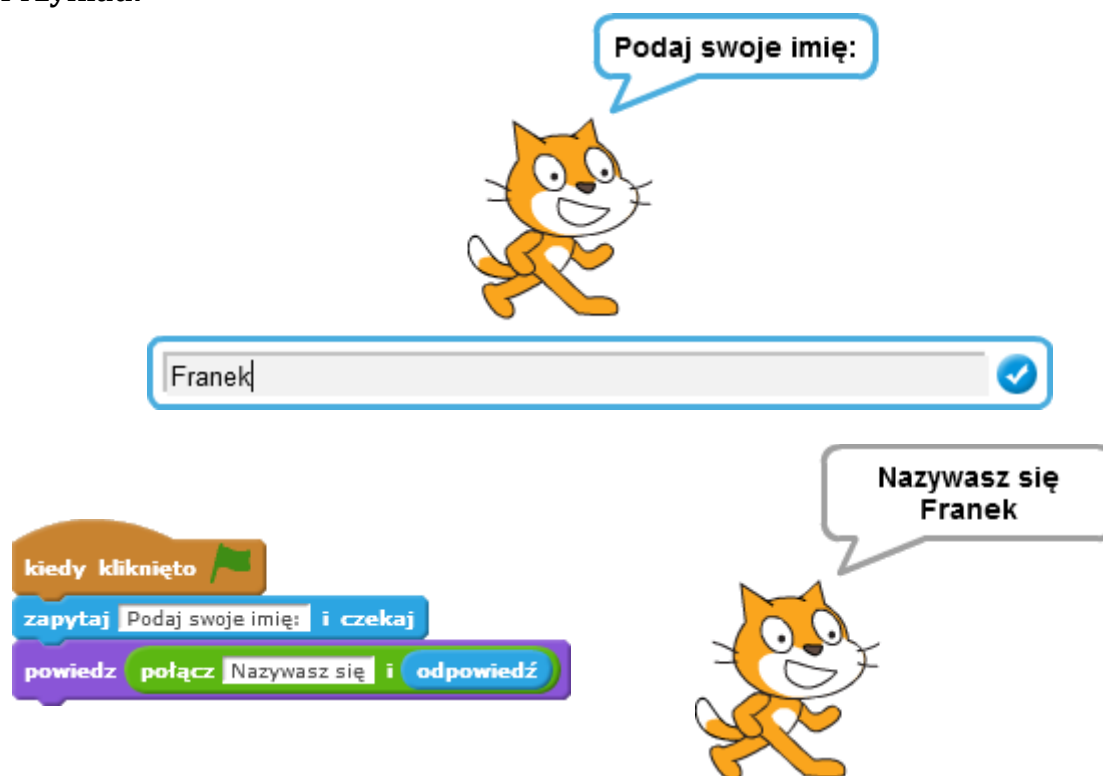 Podaj swoje imię:
Franek
Nazywasz się
Franek
kiedy kliknięto
zapytaj Podaj swoje imię: i czekaj
powiedz połącz Nazywasz się i odpowiedź